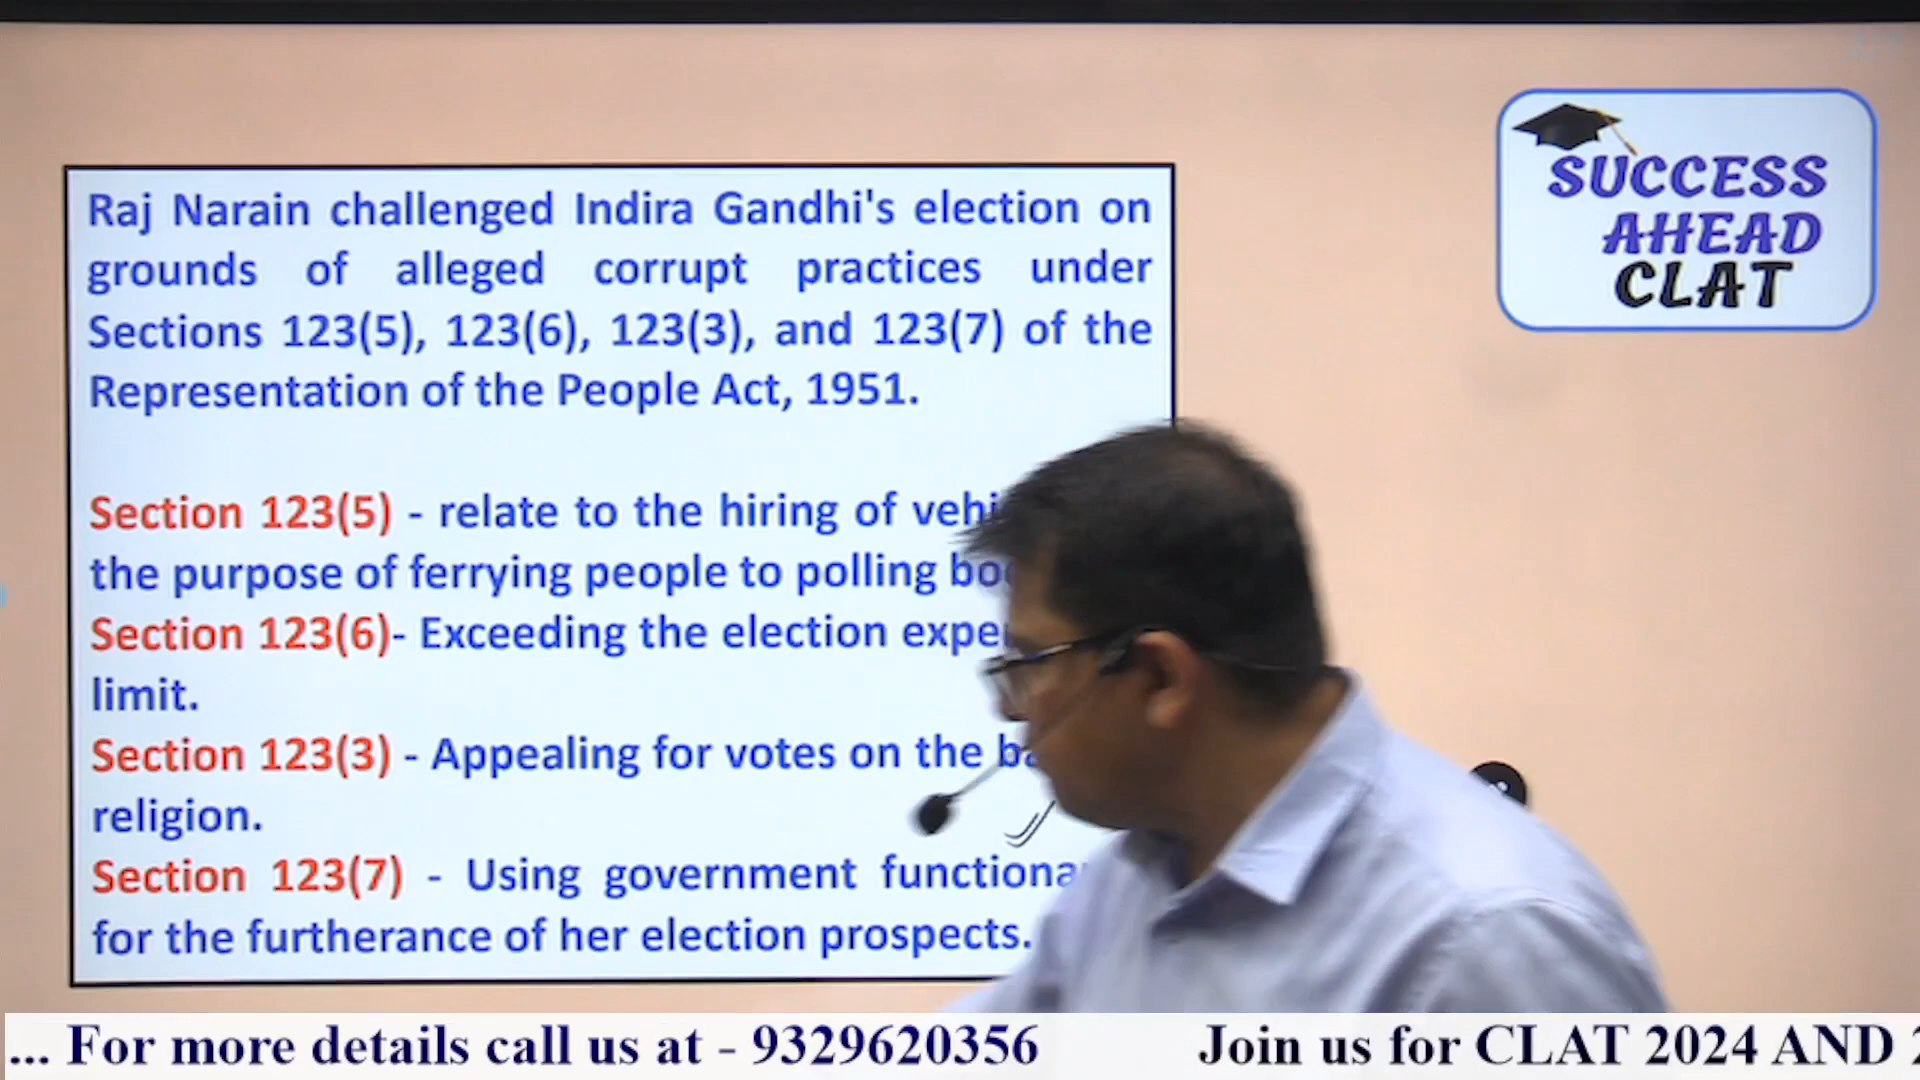 SUCCESS
AHEAD
CLAT
Raj Narain challenged Indira Gandhi's election on
grounds of alleged corrupt practices under
Sections 123(5), 123(6), 123(3), and 123(7) of the
Representation of the People Act, 1951.
Section 123(5) - relate to the hiring of
the purpose of ferrying people to polling
Section 123(6)- Exceeding the election
limit.
Section 123(3) - Appealing for votes on the
religion.
Section 123(7) - Using government
for the furtherance of her election prospects.
... For more details call us at - 9329620356 Join us for CLAT 2024 AND